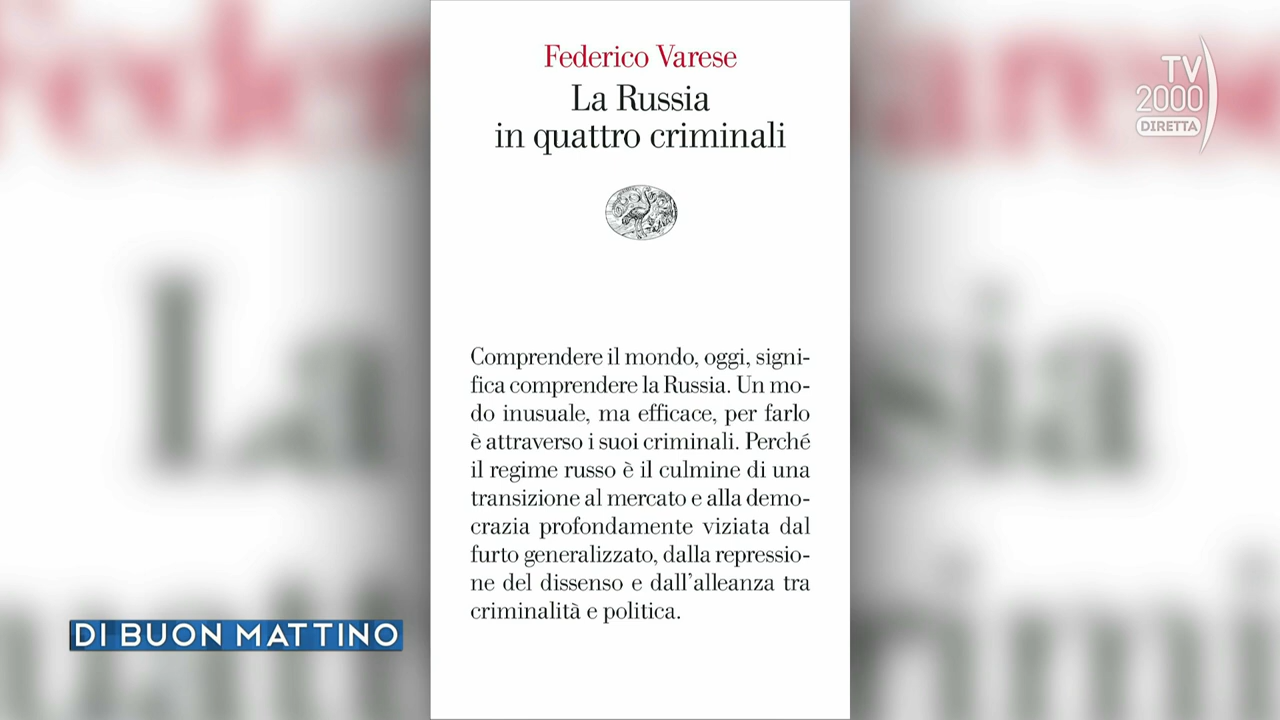 Federico Varese
La Russia
in quattro criminali
Comprendere il mondo, oggi, signi-
fica comprendere la Russia. Un mo-
do inusuale, ma efficace, per farlo
è attraverso i suoi criminali. Perché
il regime russo è il culmine di una
transizione al mercato e alla demo-
crazia profondamente viziata dal
furto generalizzato, dalla repressio-
ne del dissenso e dall'alleanza tra
criminalità e politica.
TV
2000
DIRETTA
DI BUON MATTINO